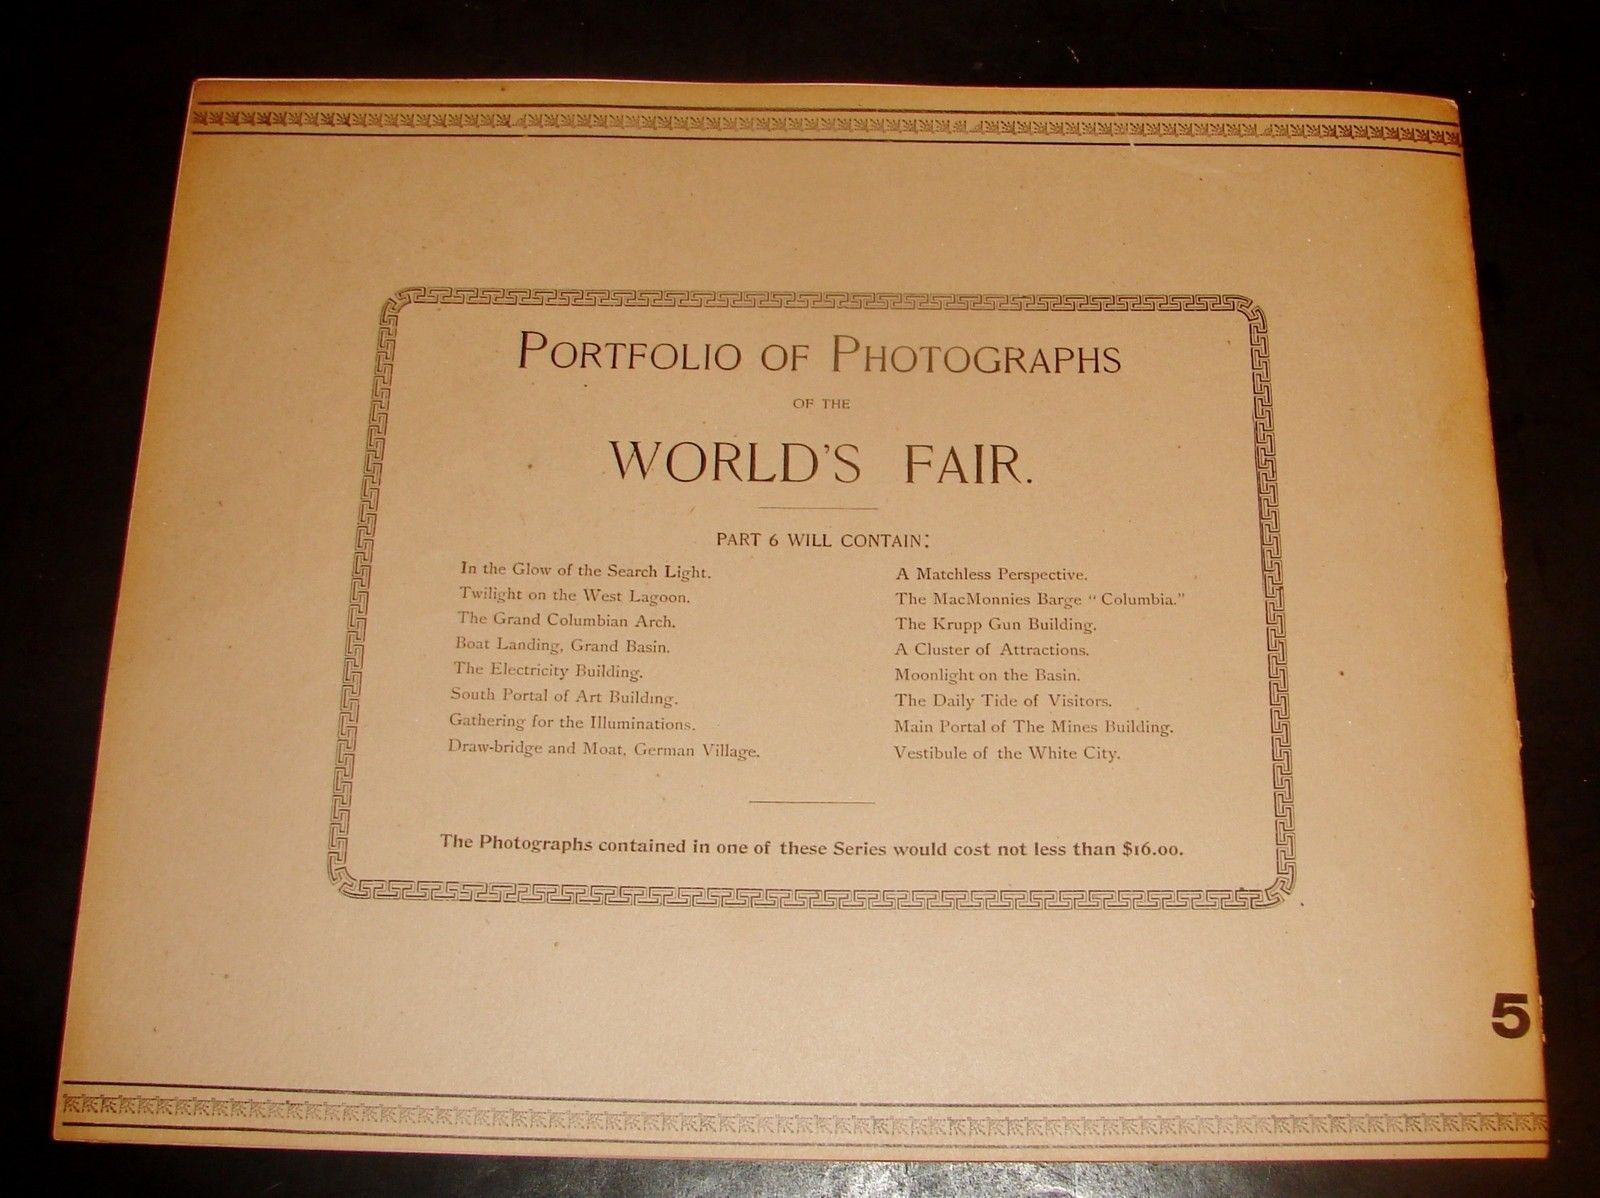 PORTFOLIO OF PHOTOGRAPHS
OF THE
WORLD'S FAIR.
PART 6 WILL CONTAIN:
In the Glow of the Search Light.
Twilight on the West Lagoon.
The Grand Columbian Arch.
Boat Landing, Grand Basin.
The Electricity Building.
South Portal of Art Building.
Gathering for the Illuminations.
Draw-bridge and Moat, German Village.
A Matchless Perspective.
The MacMonnies Barge "Columbia."
The Krupp Gun Building.
A Cluster of Attractions.
Moonlight on the Basin.
The Daily Tide of Visitors.
Main Portal of The Mines Building.
Vestibule of the White City.
The Photographs contained in one of these Series would cost not less than $16.00.
5